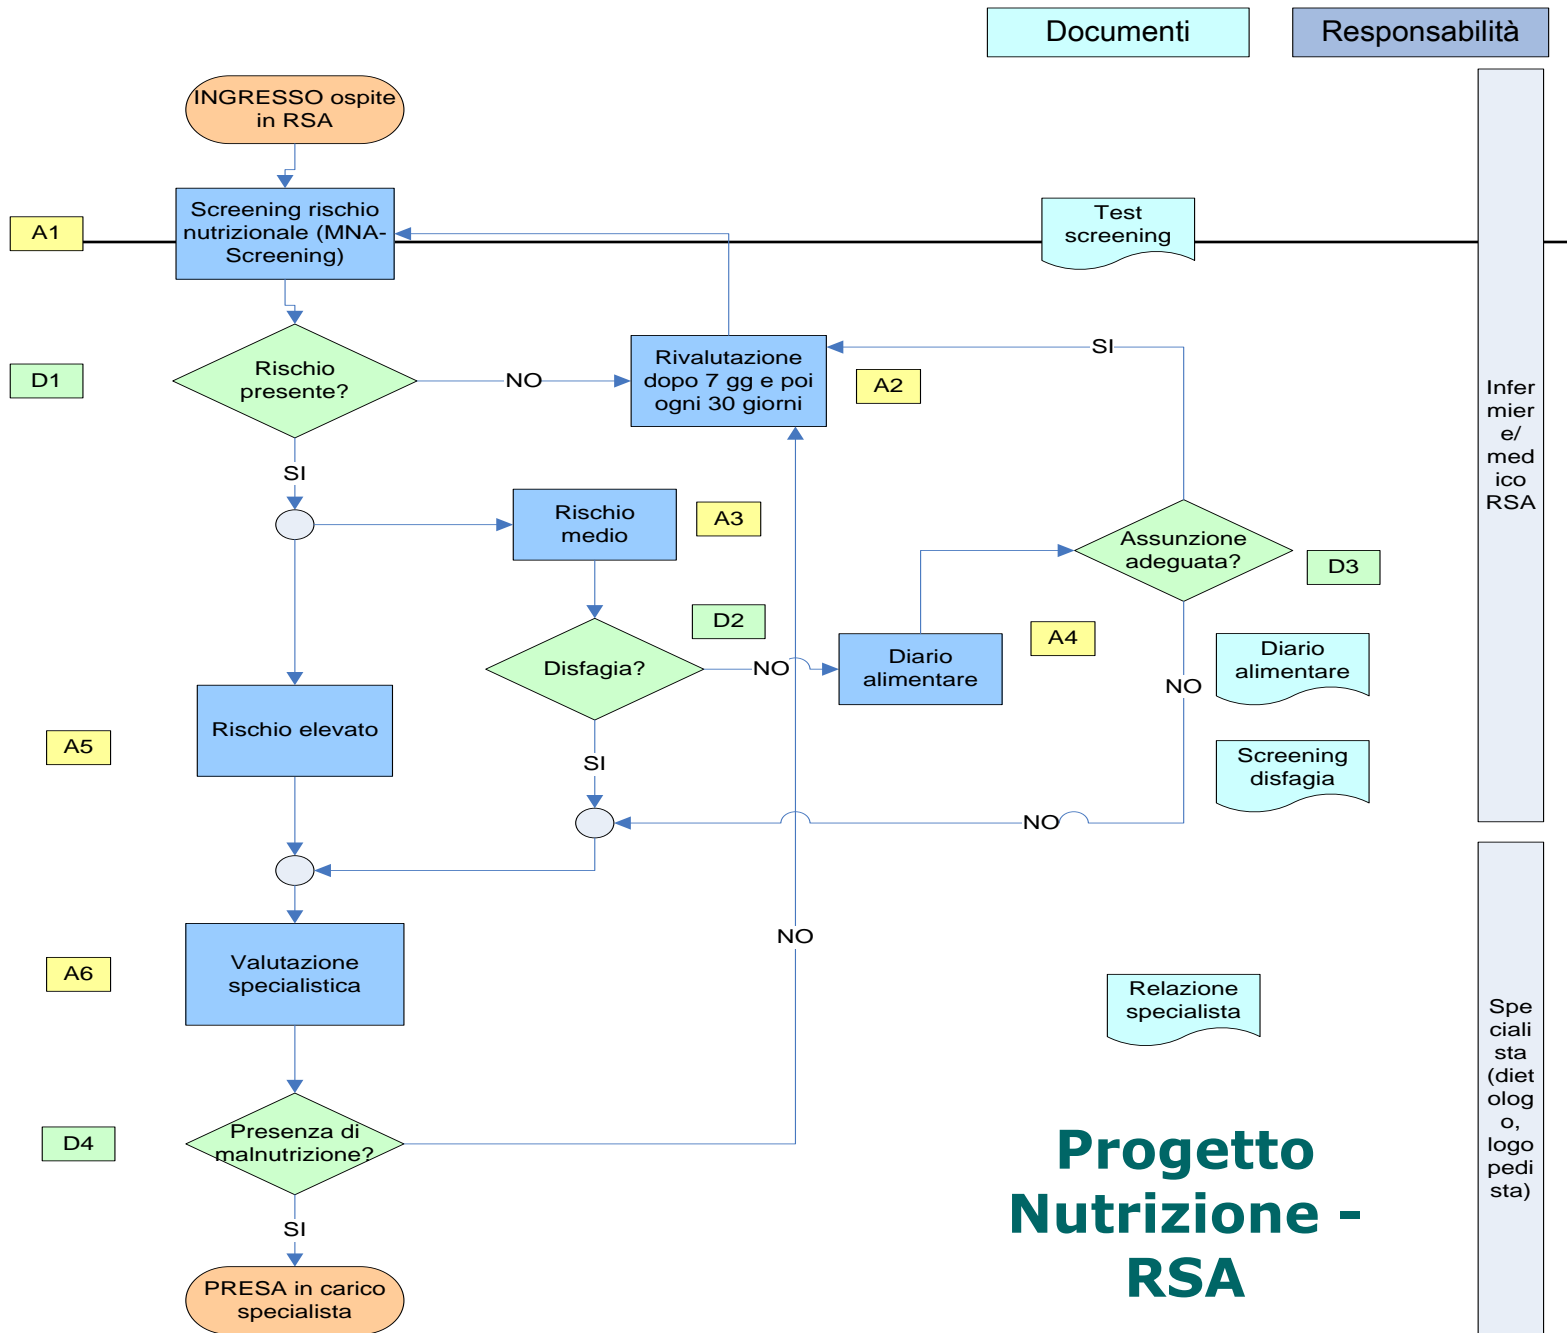 Documenti
Responsabilità
INGRESSO ospite
in RSA
A1
Screening rischio
nutrizionale (MNA-
Screening)
Test
screening
D1
Rischio
presente?
NO
Rivalutazione
dopo 7 gg e poi
ogni 30 giorni
A2
SI
Infer
mier
e/
med
ico
RSA
SI
Rischio
medio
A3
Assunzione
adeguata?
D3
D2
Disfagia?
NO
Diario
alimentare
A4
NO
Diario
alimentare
A5
Rischio elevato
SI
Screening
disfagia
NO
A6
Valutazione
specialistica
NO
Relazione
specialista
Spe
ciali
sta
(diet
olog
o,
logo
pedi
sta)
D4
Presenza di
malnutrizione?
SI
PRESA in carico
specialista
Progetto
Nutrizione -
RSA